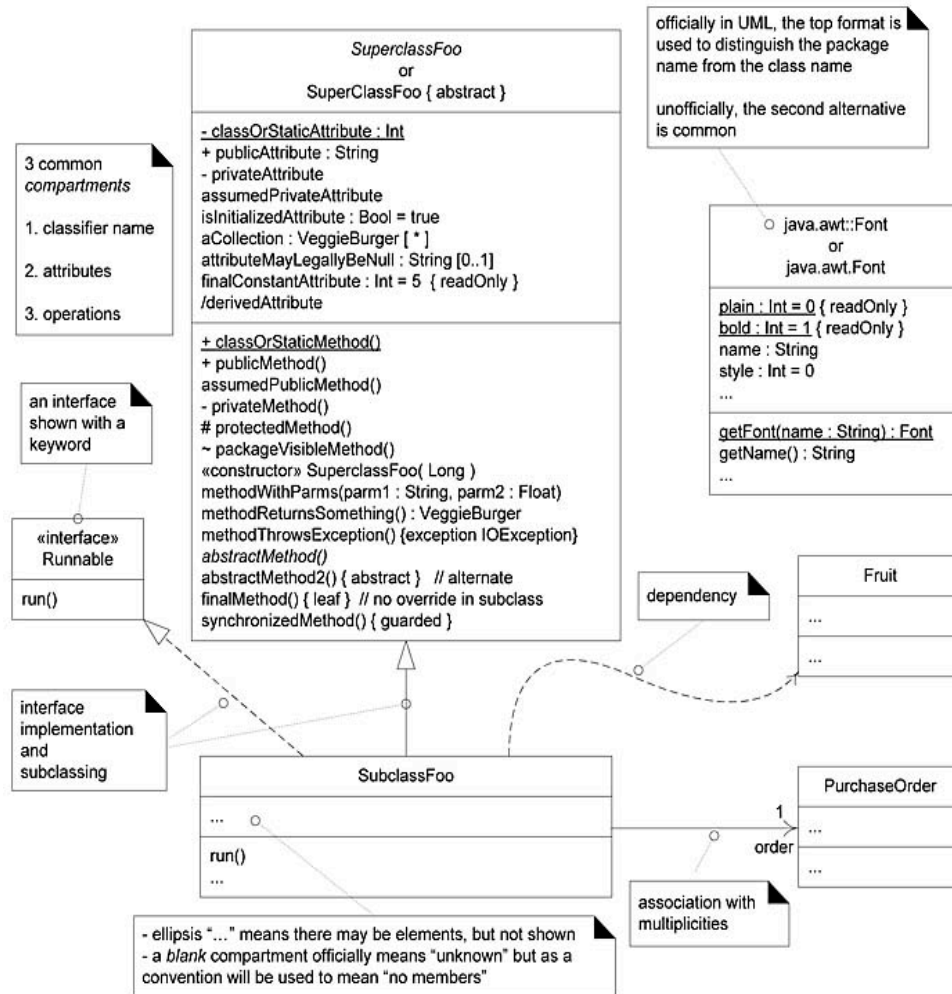 SuperclassFoo
or
SuperClassFoo { abstract }
- classOrStaticAttribute : Int
+ publicAttribute : String
- privateAttribute
assumedPrivateAttribute
isInitializedAttribute : Bool = true
aCollection : VeggieBurger [ * ]
attributeMayLegallyBeNull : String [0..1]
finalConstantAttribute : Int = 5 { readOnly }
/derivedAttribute
+ classOrStaticMethod()
+ publicMethod()
assumedPublicMethod()
- privateMethod()
# protectedMethod()
~ packageVisibleMethod()
«constructor» SuperclassFoo( Long )
methodWithParms(parm1 : String, parm2 : Float)
methodReturnsSomething() : VeggieBurger
methodThrowsException() {exception IOException}
abstractMethod()
abstractMethod2() { abstract } // alternate
finalMethod() { leaf } // no override in subclass
synchronizedMethod() { guarded }
3 common
compartments
1. classifier name
2. attributes
3. operations
officially in UML, the top format is
used to distinguish the package
name from the class name
unofficially, the second alternative
is common
java.awt::Font
or
java.awt.Font
plain : Int = 0 { readOnly }
bold : Int = 1 { readOnly }
name : String
style : Int = 0
...
getFont(name : String) : Font
getName() : String
...
an interface
shown with a
keyword
«interface»
Runnable
run()
interface
implementation
and
subclassing
dependency
Fruit
...
...
SubclassFoo
...
run()
...
1
order
PurchaseOrder
...
...
association with
multiplicities
- ellipsis “...” means there may be elements, but not shown
- a blank compartment officially means “unknown” but as a
convention will be used to mean “no members”